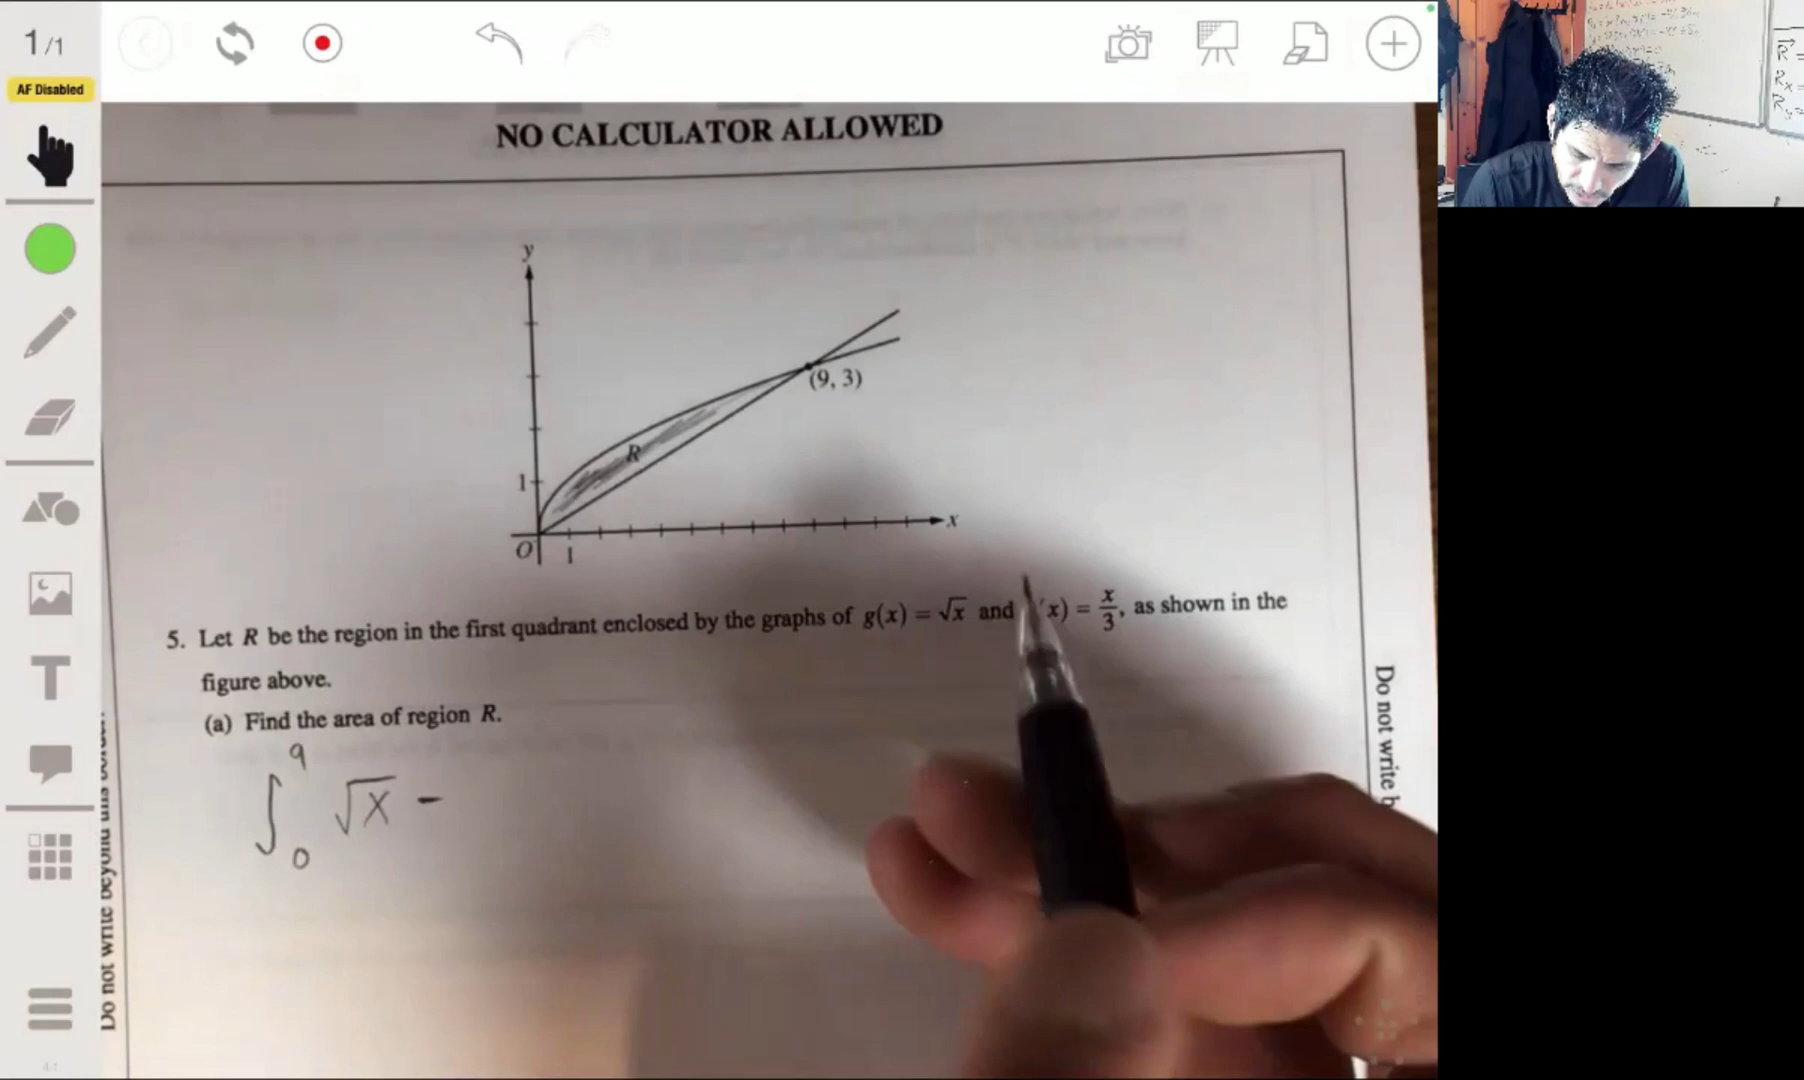 1/1
AF Disabled
NO CALCULATOR ALLOWED
y
(9, 3)
R
1
x
O
1
5. Let R be the region in the first quadrant enclosed by the graphs of g(x) = √x and (x) = x/3, as shown in the
figure above.
(a) Find the area of region R.
∫₀⁹ √x -
Do not write b
Do not write beyond this border.
T
4.1